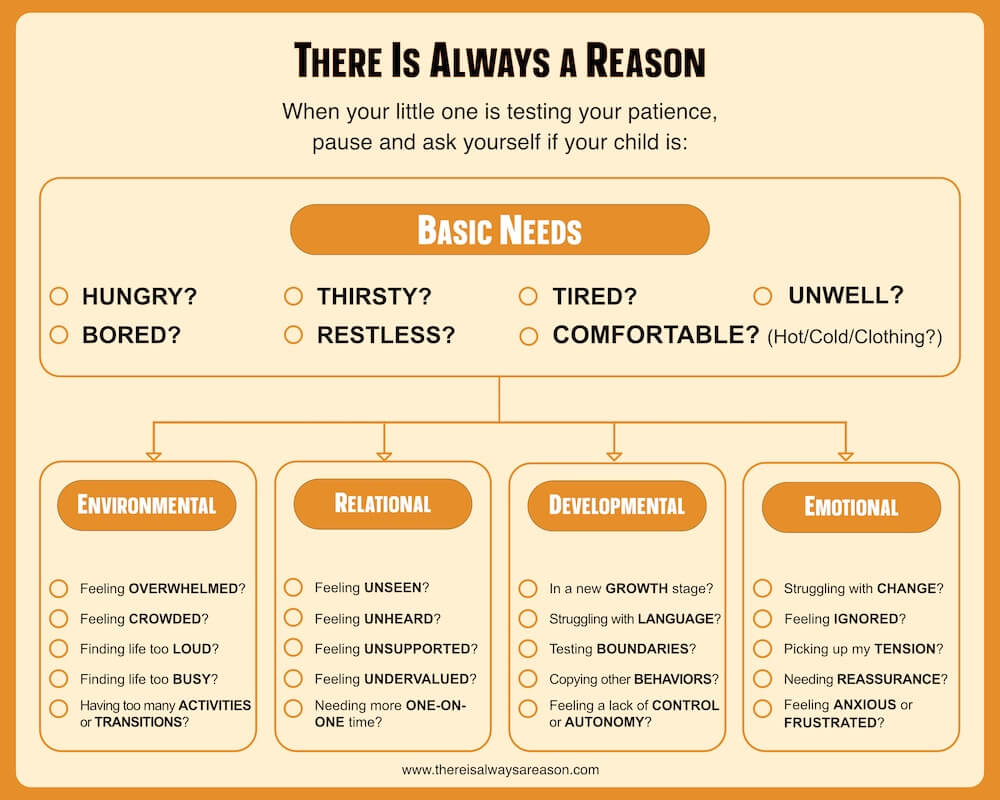 THERE IS ALWAYS A REASON
When your little one is testing your patience,
pause and ask yourself if your child is:
BASIC NEEDS
HUNGRY?
THIRSTY?
TIRED?
UNWELL?
BORED?
RESTLESS?
COMFORTABLE? (Hot/Cold/Clothing?)
ENVIRONMENTAL
Feeling OVERWHELMED?
Feeling CROWDED?
Finding life too LOUD?
Finding life too BUSY?
Having too many ACTIVITIES
or TRANSITIONS?
RELATIONAL
Feeling UNSEEN?
Feeling UNHEARD?
Feeling UNSUPPORTED?
Feeling UNDERVALUED?
Needing more ONE-ON-
ONE time?
DEVELOPMENTAL
In a new GROWTH stage?
Struggling with LANGUAGE?
Testing BOUNDARIES?
Copying other BEHAVIORS?
Feeling a lack of CONTROL
or AUTONOMY?
EMOTIONAL
Struggling with CHANGE?
Feeling IGNORED?
Picking up my TENSION?
Needing REASSURANCE?
Feeling ANXIOUS or
FRUSTRATED?
www.thereisalwaysareason.com